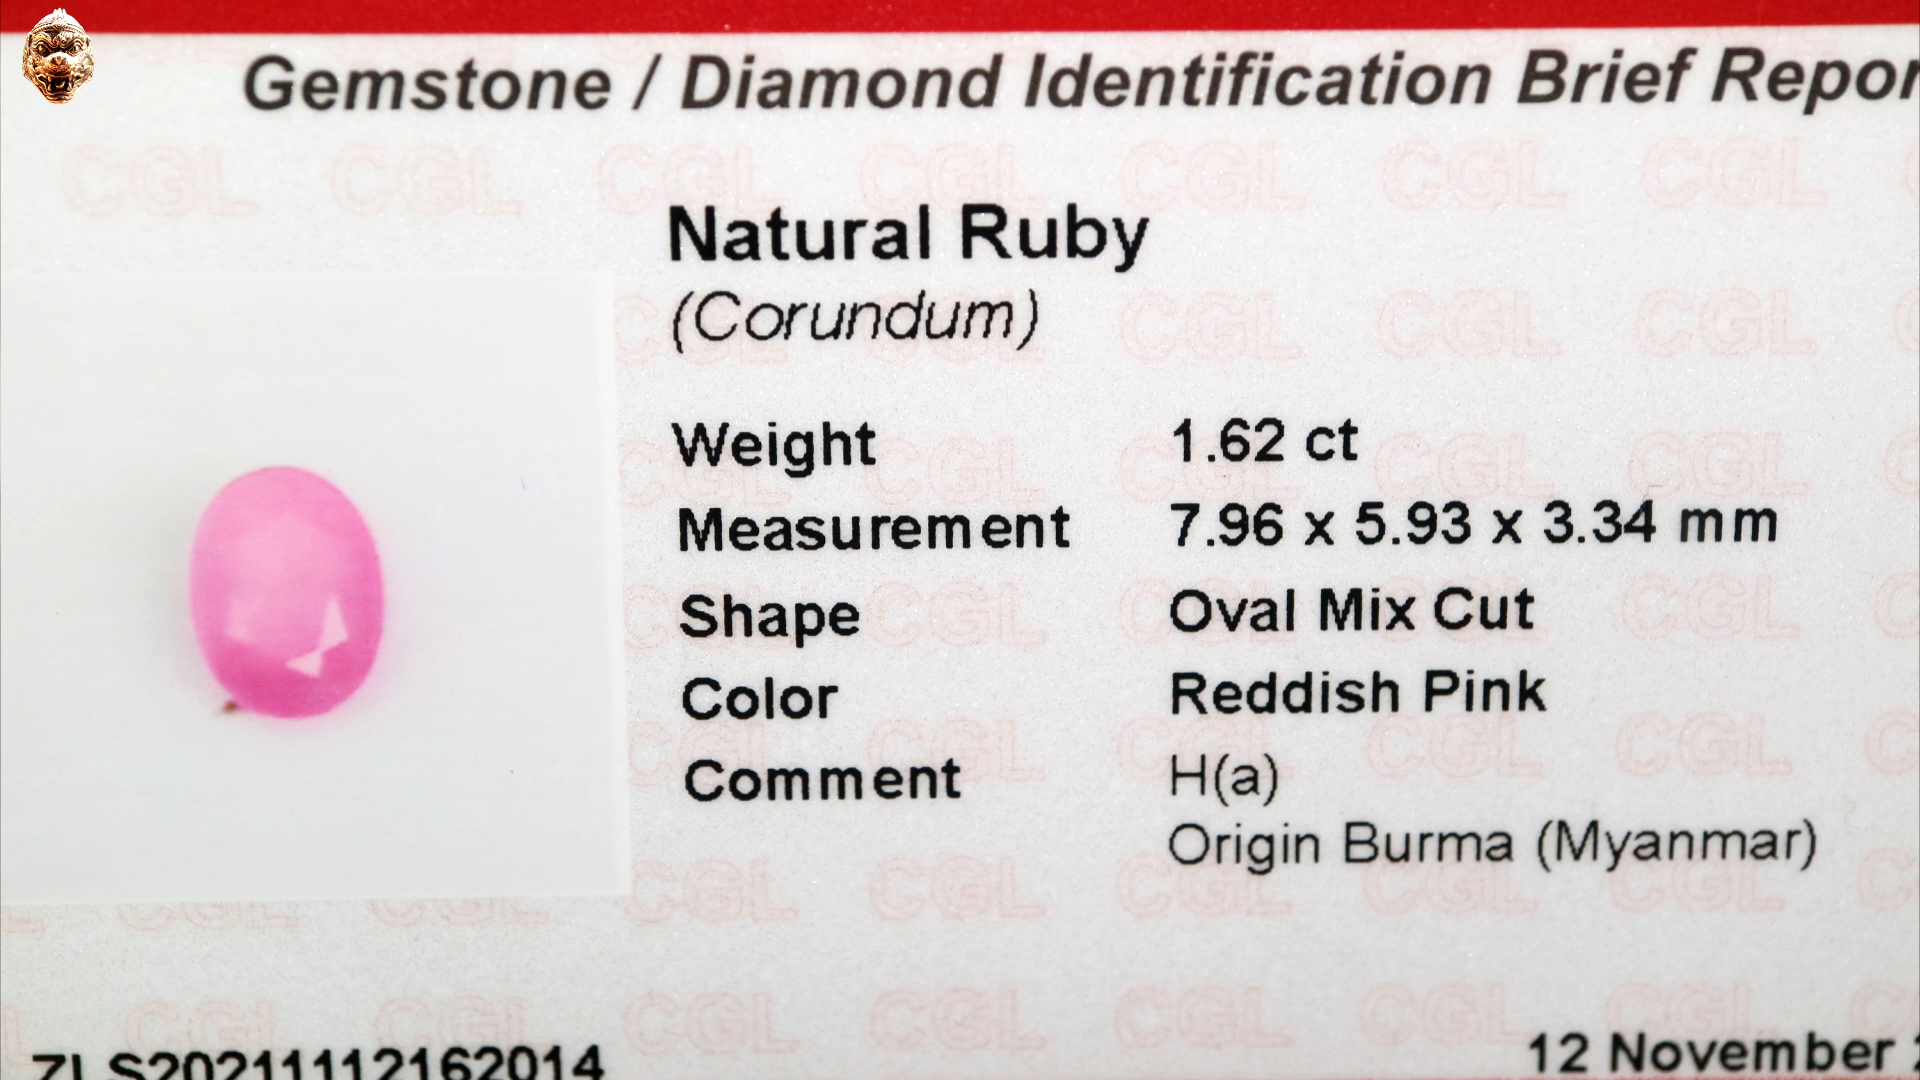 Gemstone / Diamond Identification Brief Repor
Natural Ruby
(Corundum)
Weight 1.62 ct
Measurement 7.96 x 5.93 x 3.34 mm
Shape Oval Mix Cut
Color Reddish Pink
Comment H(a)
Origin Burma (Myanmar)
ZLS20211112162014 12 November